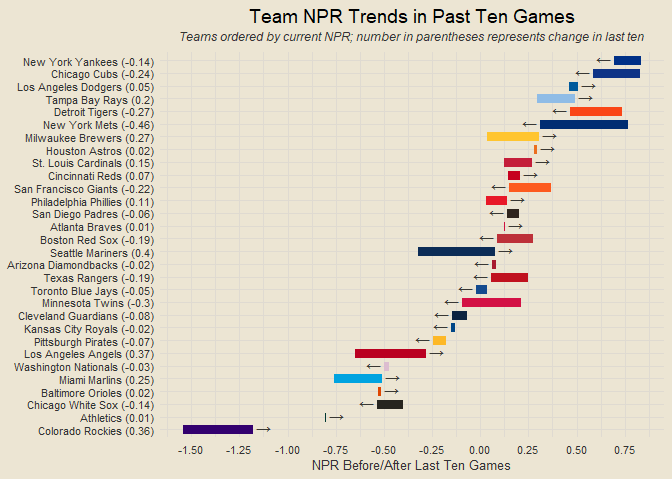 Team NPR Trends in Past Ten Games
Teams ordered by current NPR; number in parentheses represents change in last ten
New York Yankees (-0.14)
Chicago Cubs (-0.24)
Los Angeles Dodgers (0.05)
Tampa Bay Rays (0.2)
Detroit Tigers (-0.27)
New York Mets (-0.46)
Milwaukee Brewers (0.27)
Houston Astros (0.02)
St. Louis Cardinals (0.15)
Cincinnati Reds (0.07)
San Francisco Giants (-0.22)
Philadelphia Phillies (0.11)
San Diego Padres (-0.06)
Atlanta Braves (0.01)
Boston Red Sox (-0.19)
Seattle Mariners (0.4)
Arizona Diamondbacks (-0.02)
Texas Rangers (-0.19)
Toronto Blue Jays (-0.05)
Minnesota Twins (-0.3)
Cleveland Guardians (-0.08)
Kansas City Royals (-0.02)
Pittsburgh Pirates (-0.07)
Los Angeles Angels (0.37)
Washington Nationals (-0.03)
Miami Marlins (0.25)
Baltimore Orioles (0.02)
Chicago White Sox (-0.14)
Athletics (0.01)
Colorado Rockies (0.36)
-1.50 -1.25 -1.00 -0.75 -0.50 -0.25 0.00 0.25 0.50 0.75
NPR Before/After Last Ten Games